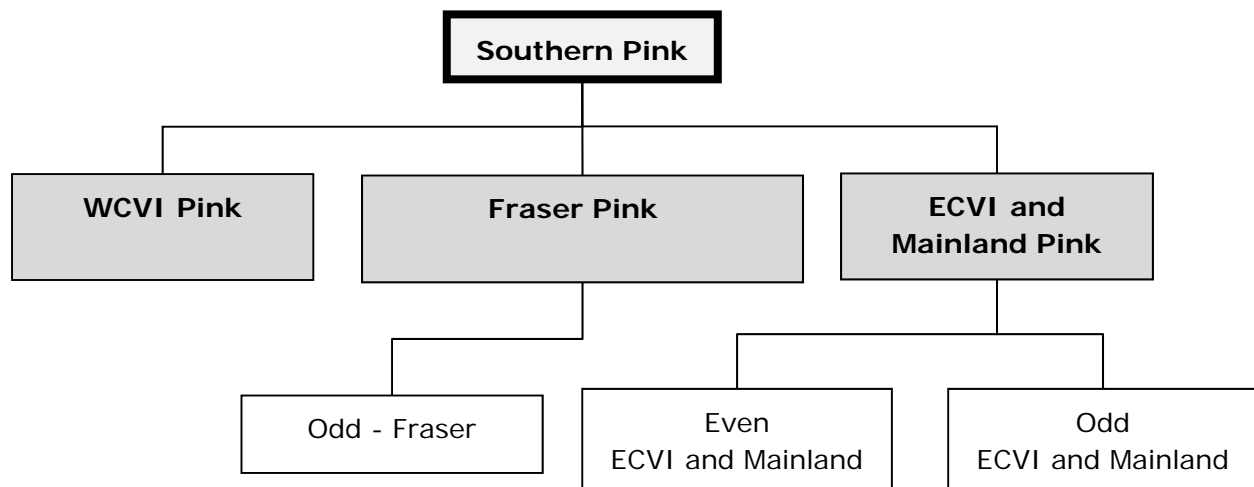 Southern Pink
WCVI Pink
Fraser Pink
ECVI and
Mainland Pink
Odd - Fraser
Even
ECVI and Mainland
Odd
ECVI and Mainland